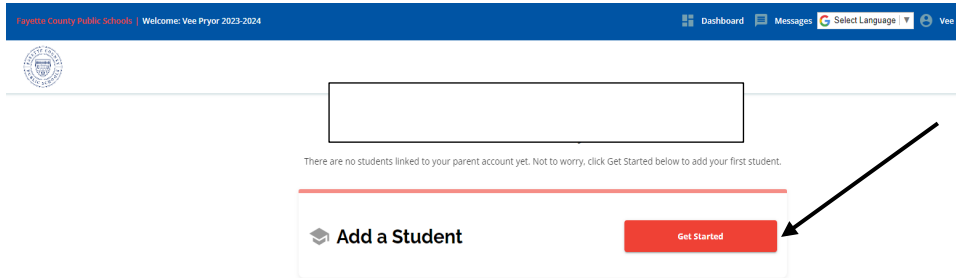 Fayette County Public Schools | Welcome: Vee Pryor 2023-2024 Dashboard Messages G Select Language ▼ Vee
There are no students linked to your parent account yet. Not to worry, click Get Started below to add your first student.
Add a Student Get Started